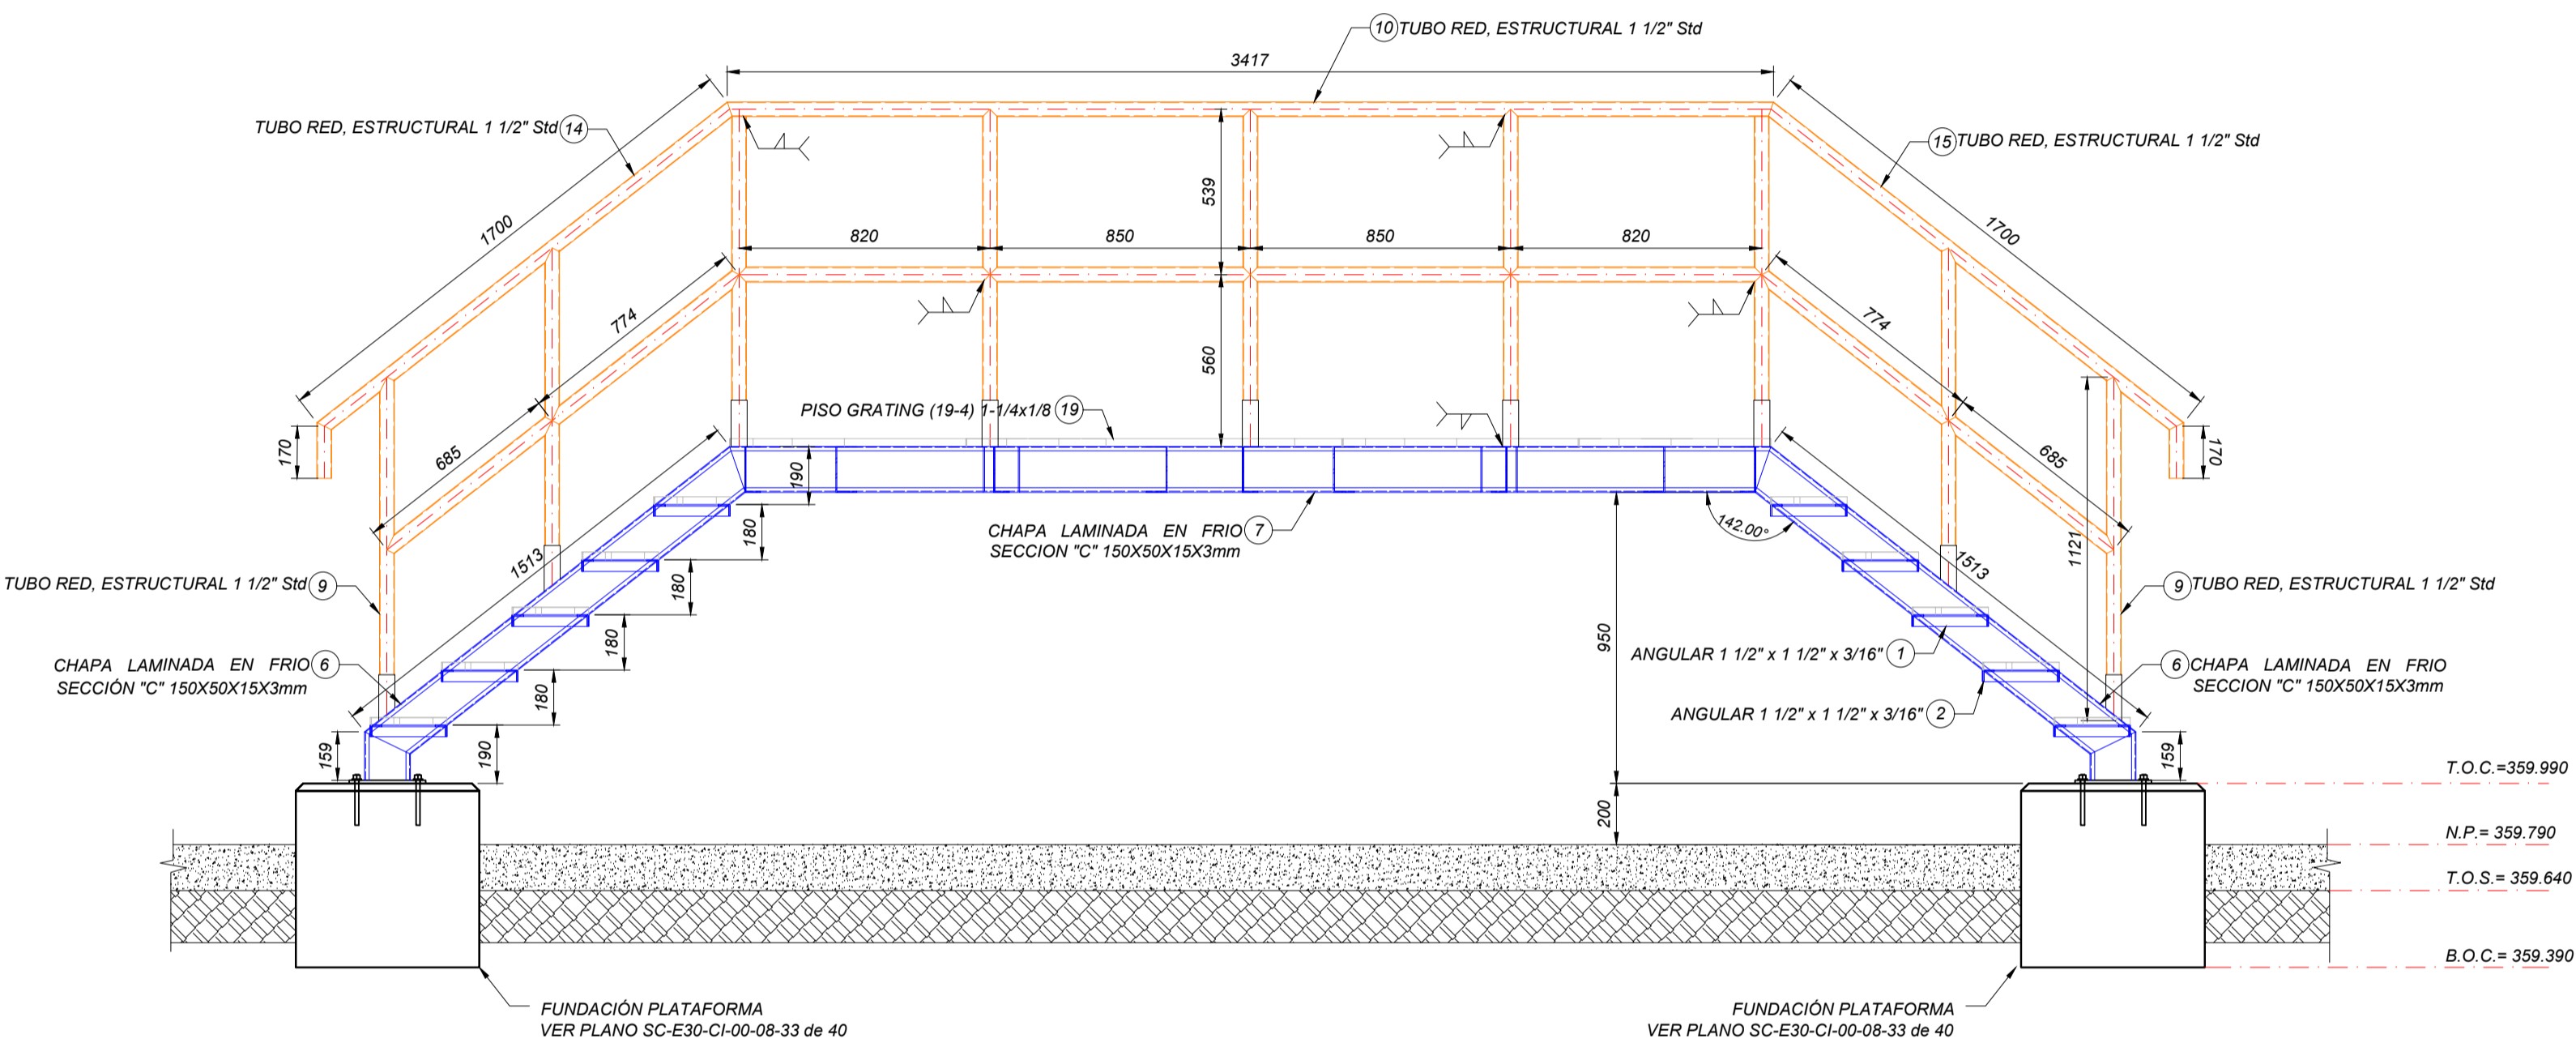 10 TUBO RED, ESTRUCTURAL 1 1/2" Std
3417
TUBO RED, ESTRUCTURAL 1 1/2" Std 14
15 TUBO RED, ESTRUCTURAL 1 1/2" Std
1700
539
1700
820
850
850
820
774
774
560
PISO GRATING (19-4) 1-1/4x1/8 19
170
685
190
685
170
180
CHAPA LAMINADA EN FRIO 7
SECCION "C" 150X50X15X3mm
142.00°
1121
1513
1513
TUBO RED, ESTRUCTURAL 1 1/2" Std 9
180
9 TUBO RED, ESTRUCTURAL 1 1/2" Std
180
950
ANGULAR 1 1/2" x 1 1/2" x 3/16" 1
CHAPA LAMINADA EN FRIO 6
SECCIÓN "C" 150X50X15X3mm
6 CHAPA LAMINADA EN FRIO
SECCION "C" 150X50X15X3mm
180
ANGULAR 1 1/2" x 1 1/2" x 3/16" 2
159
190
159
T.O.C.=359.990
200
N.P.= 359.790
T.O.S.= 359.640
B.O.C.= 359.390
FUNDACIÓN PLATAFORMA
VER PLANO SC-E30-CI-00-08-33 de 40
FUNDACIÓN PLATAFORMA
VER PLANO SC-E30-CI-00-08-33 de 40